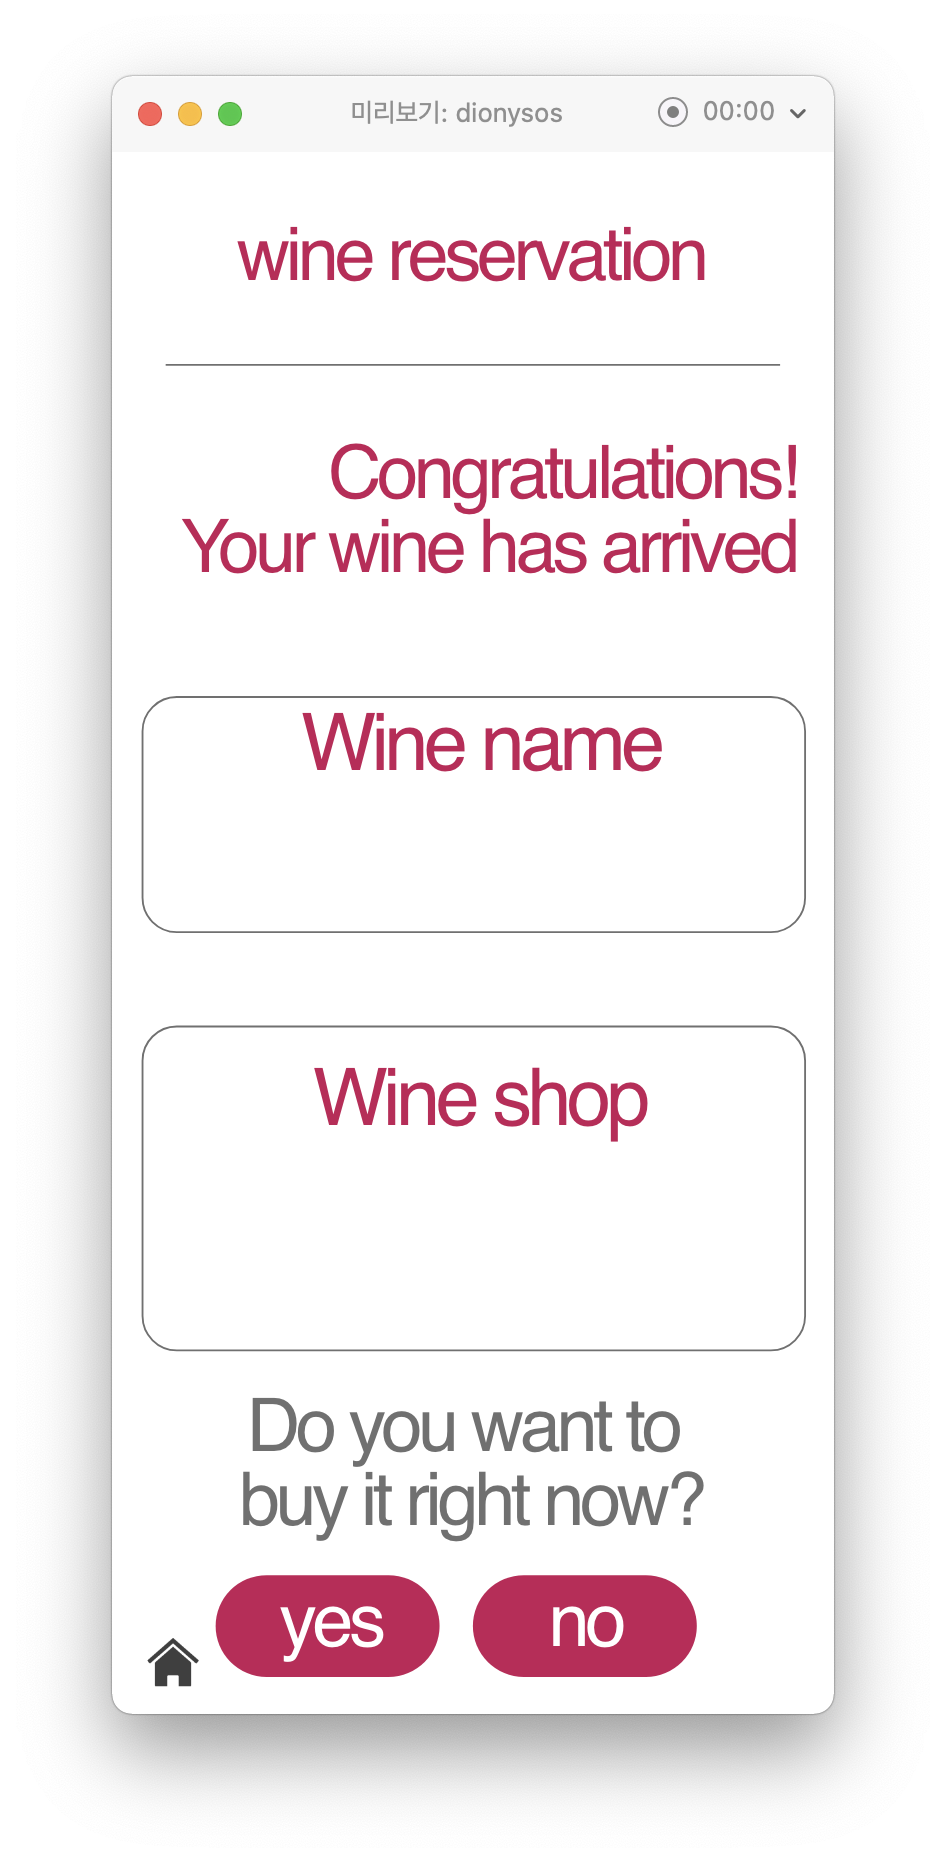 미리보기: dionysos 00:00
wine reservation
Congratulations!
Your wine has arrived
Wine name
Wine shop
Do you want to
buy it right now?
yes no